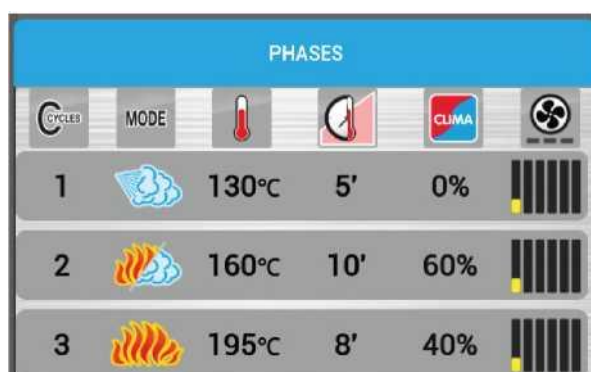 PHASES
CYCLES MODE CLIMA
1 130°C 5' 0%
2 160°C 10' 60%
3 195°C 8' 40%